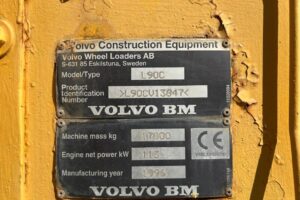 Volvo Construction Equipment
Volvo Wheel Loaders AB
S-631 85 Eskilstuna, Sweden
Model/Type L90C
Product
Identification >L90CV13847<
Number
VOLVO BM
Machine mass kg
CE
Engine net power kW
Manufacturing year 1996
VOLVO BM